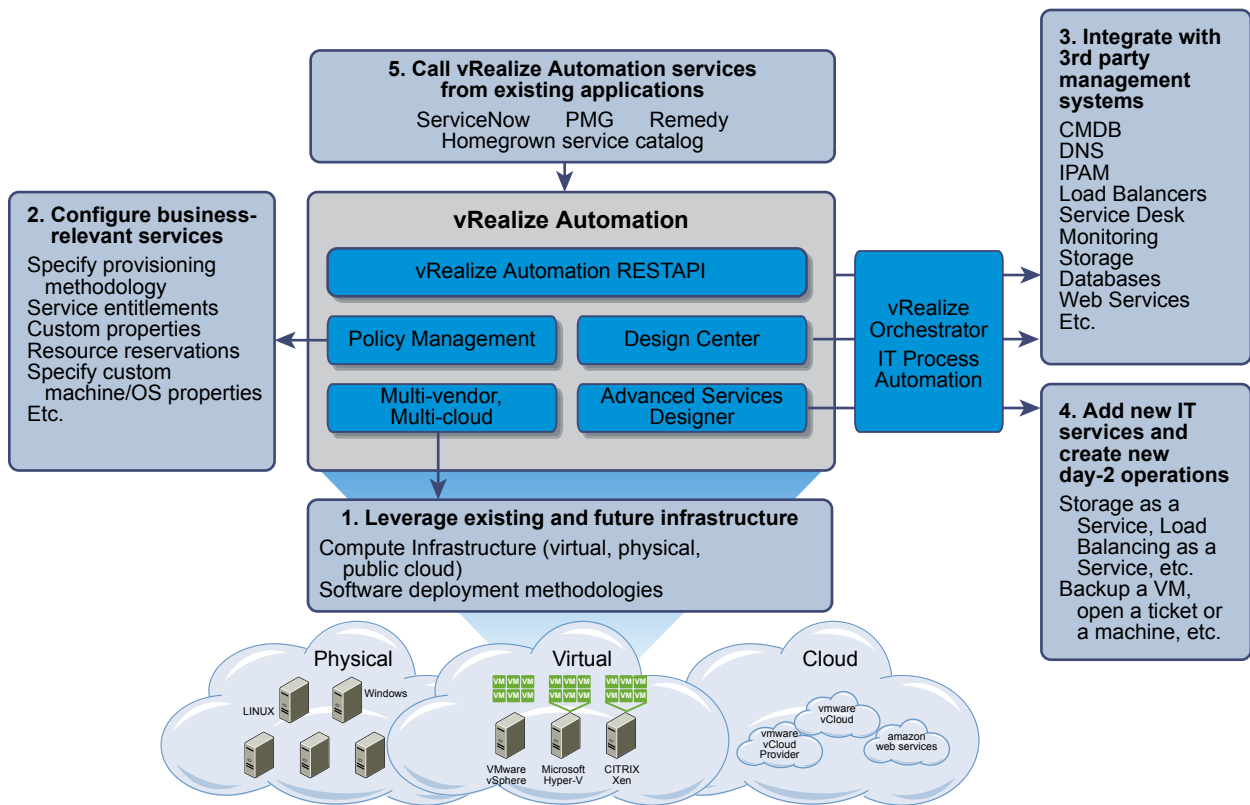 5. Call vRealize Automation services
from existing applications
ServiceNow PMG Remedy
Homegrown service catalog
3. Integrate with
3rd party
management
systems
CMDB
DNS
IPAM
Load Balancers
Service Desk
Monitoring
Storage
Databases
Web Services
Etc.
2. Configure business-
relevant services
Specify provisioning
methodology
Service entitlements
Custom properties
Resource reservations
Specify custom
machine/OS properties
Etc.
vRealize Automation
vRealize Automation RESTAPI
Policy Management
Design Center
Multi-vendor,
Multi-cloud
Advanced Services
Designer
vRealize
Orchestrator
IT Process
Automation
4. Add new IT
services and
create new
day-2 operations
Storage as a
Service, Load
Balancing as a
Service, etc.
Backup a VM,
open a ticket or
a machine, etc.
1. Leverage existing and future infrastructure
Compute Infrastructure (virtual, physical,
public cloud)
Software deployment methodologies
Physical
LINUX
Windows
Virtual
VM VM VM VM VM VM VM VM VM
VM VM VM VM VM VM VM VM VM
VMware
vSphere
Microsoft
Hyper-V
CITRIX
Xen
Cloud
vmware
vCloud
vmware
vCloud
Provider
amazon
web services